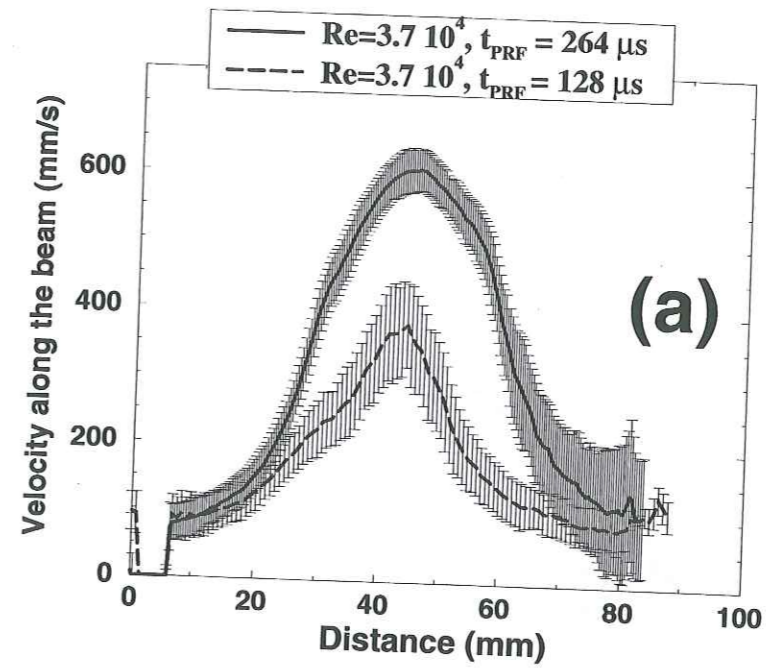 Re=3.7 10⁴, t_PRF = 264 μs
Re=3.7 10⁴, t_PRF = 128 μs
Velocity along the beam (mm/s)
600
400
200
0
(a)
0 20 40 60 80 100
Distance (mm)